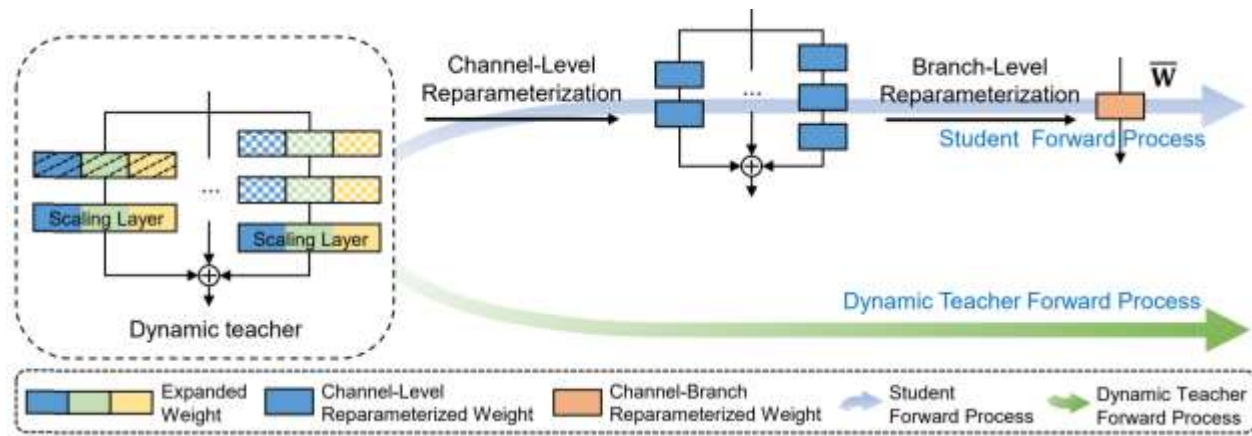 Channel-Level
Reparameterization
...
Branch-Level
Reparameterization
W
Student Forward Process
Scaling Layer
...
Scaling Layer
Dynamic teacher
Dynamic Teacher Forward Process
Expanded
Weight
Channel-Level
Reparameterized Weight
Channel-Branch
Reparameterized Weight
Student
Forward Process
Dynamic Teacher
Forward Process